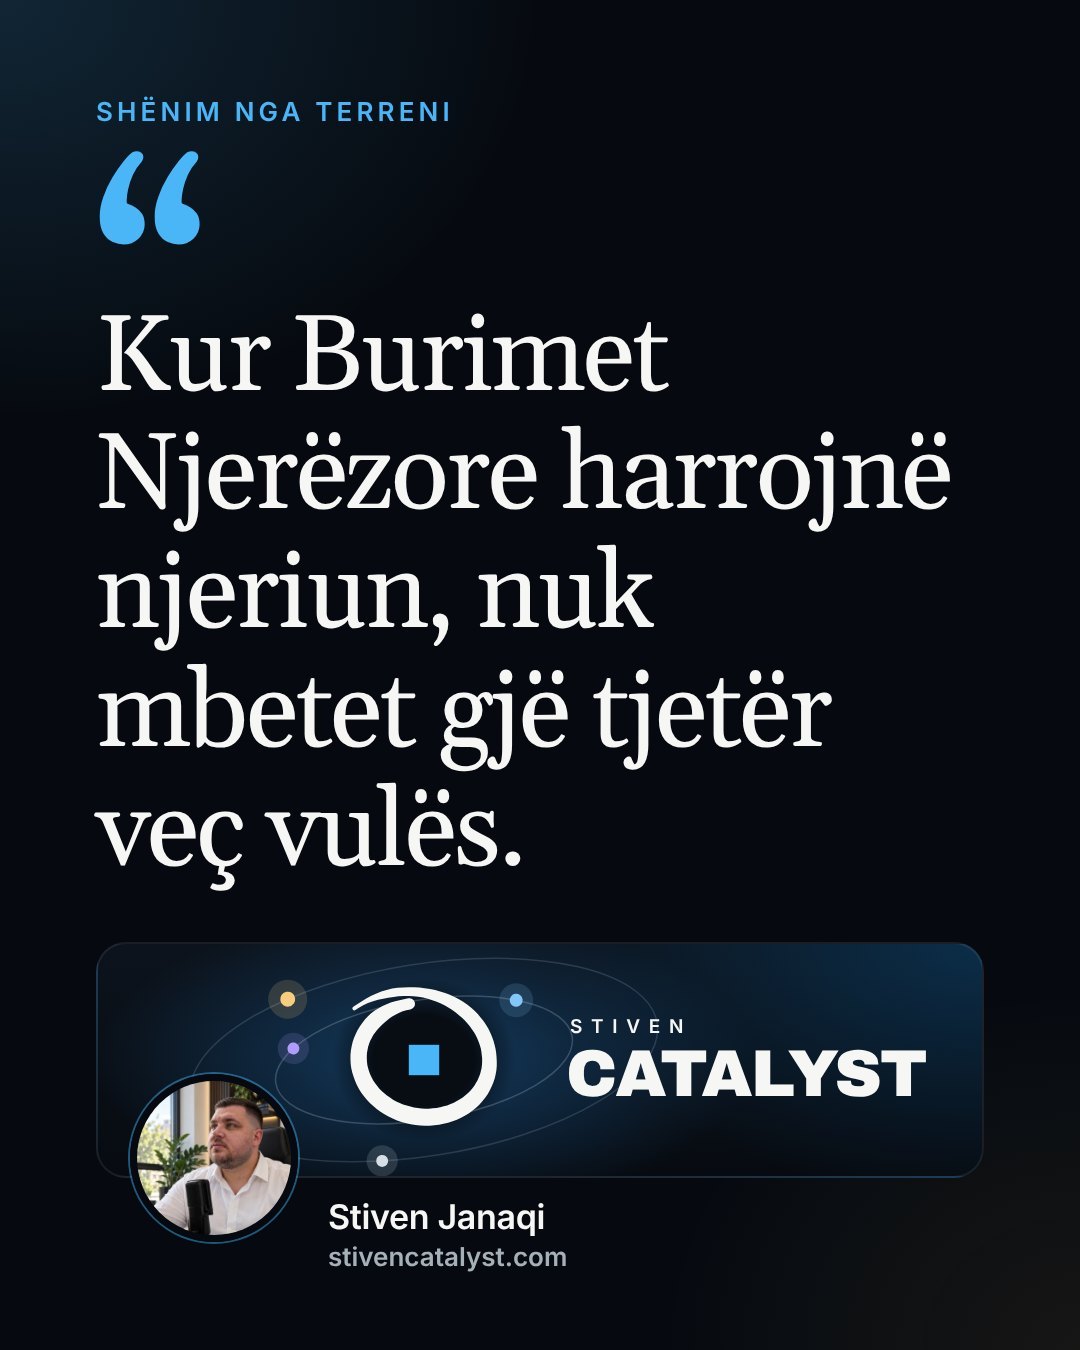 SHËNIM NGA TERRENI
“
Kur Burimet
Njerëzore harrojnë
njeriun, nuk
mbetet gjë tjetër
veç vulës.
STIVEN
CATALYST
Stiven Janaqi
stivencatalyst.com